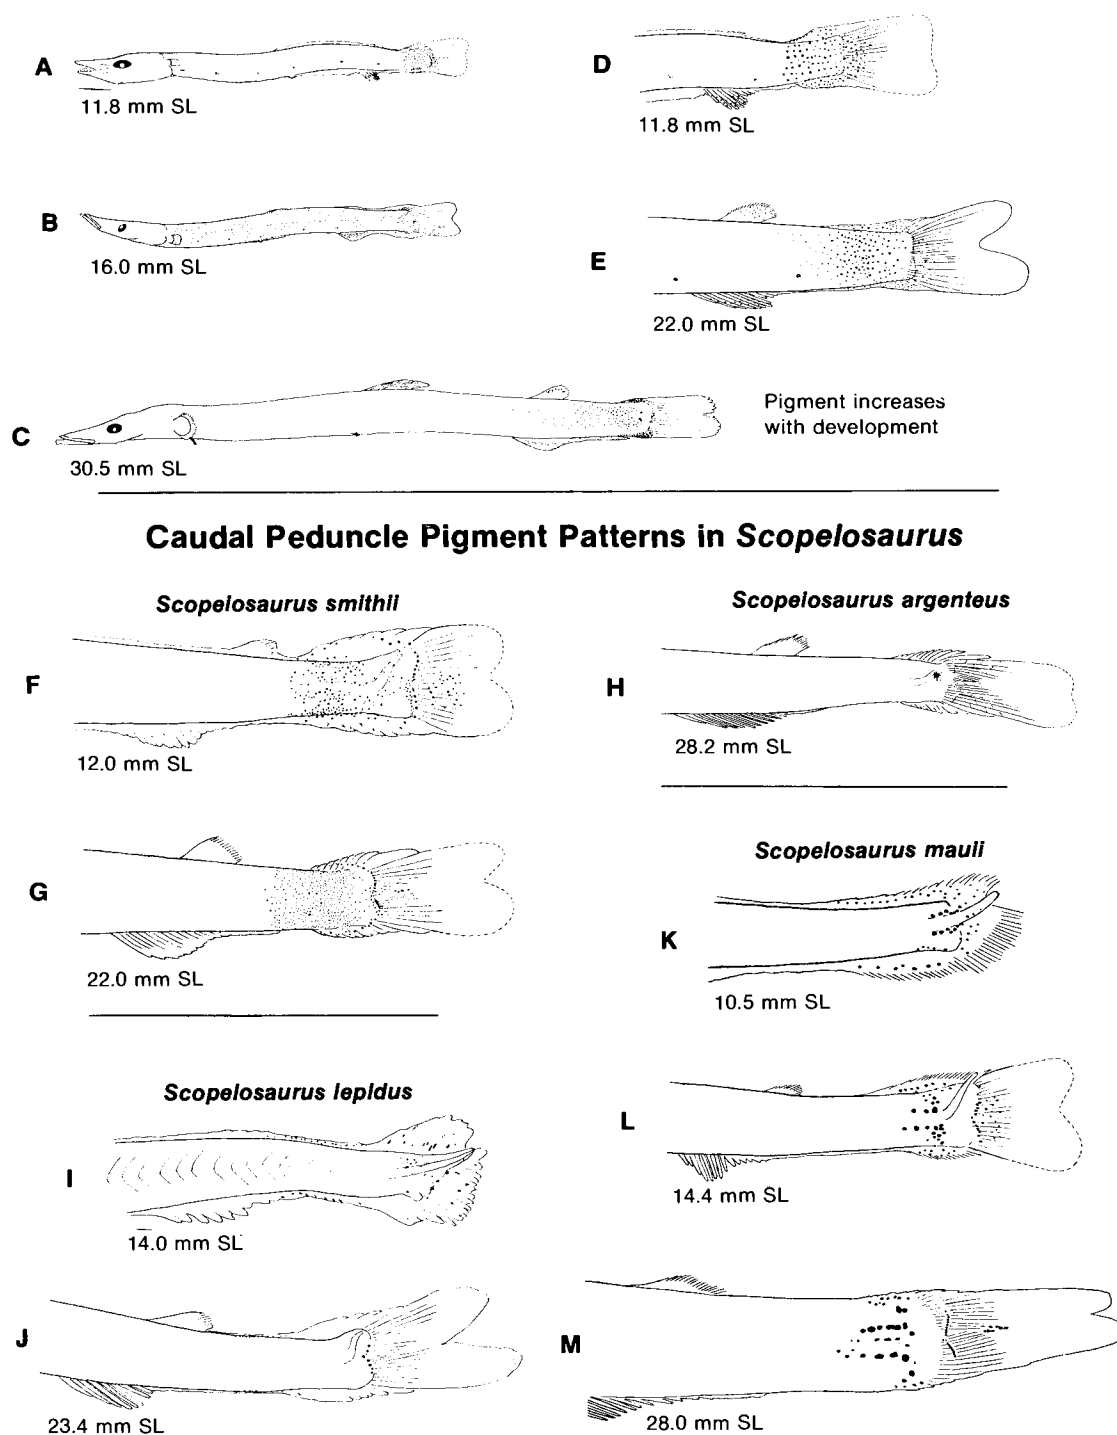 A
11.8 mm SL
D
11.8 mm SL
B
16.0 mm SL
E
22.0 mm SL
C
30.5 mm SL
Pigment increases
with development
Caudal Peduncle Pigment Patterns in Scopelosaurus
Scopelosaurus smithii
F
12.0 mm SL
G
22.0 mm SL
Scopelosaurus argenteus
H
28.2 mm SL
Scopelosaurus mauli
K
10.5 mm SL
Scopelosaurus lepidus
I
14.0 mm SL
L
14.4 mm SL
J
23.4 mm SL
M
28.0 mm SL